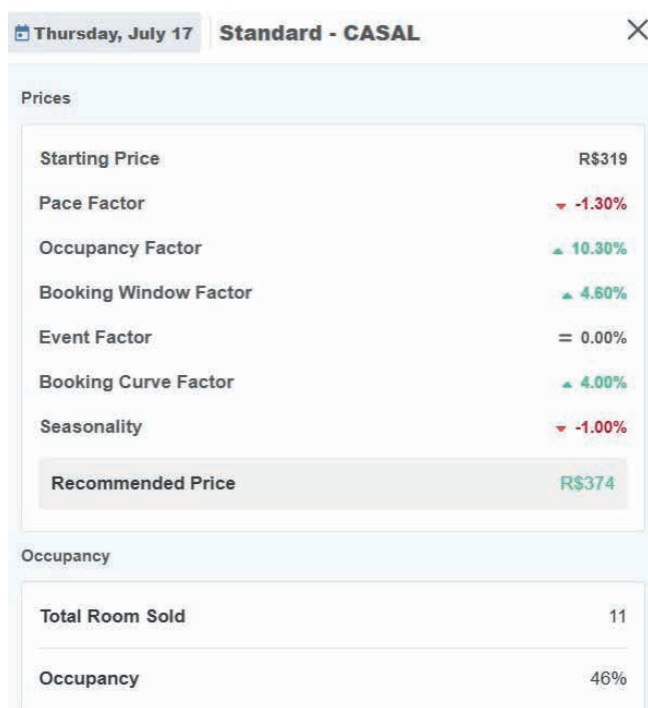 Thursday, July 17 Standard - CASAL
Prices
Starting Price R$319
Pace Factor -1.30%
Occupancy Factor 10.30%
Booking Window Factor 4.60%
Event Factor = 0.00%
Booking Curve Factor 4.00%
Seasonality -1.00%
Recommended Price R$374
Occupancy
Total Room Sold 11
Occupancy 46%